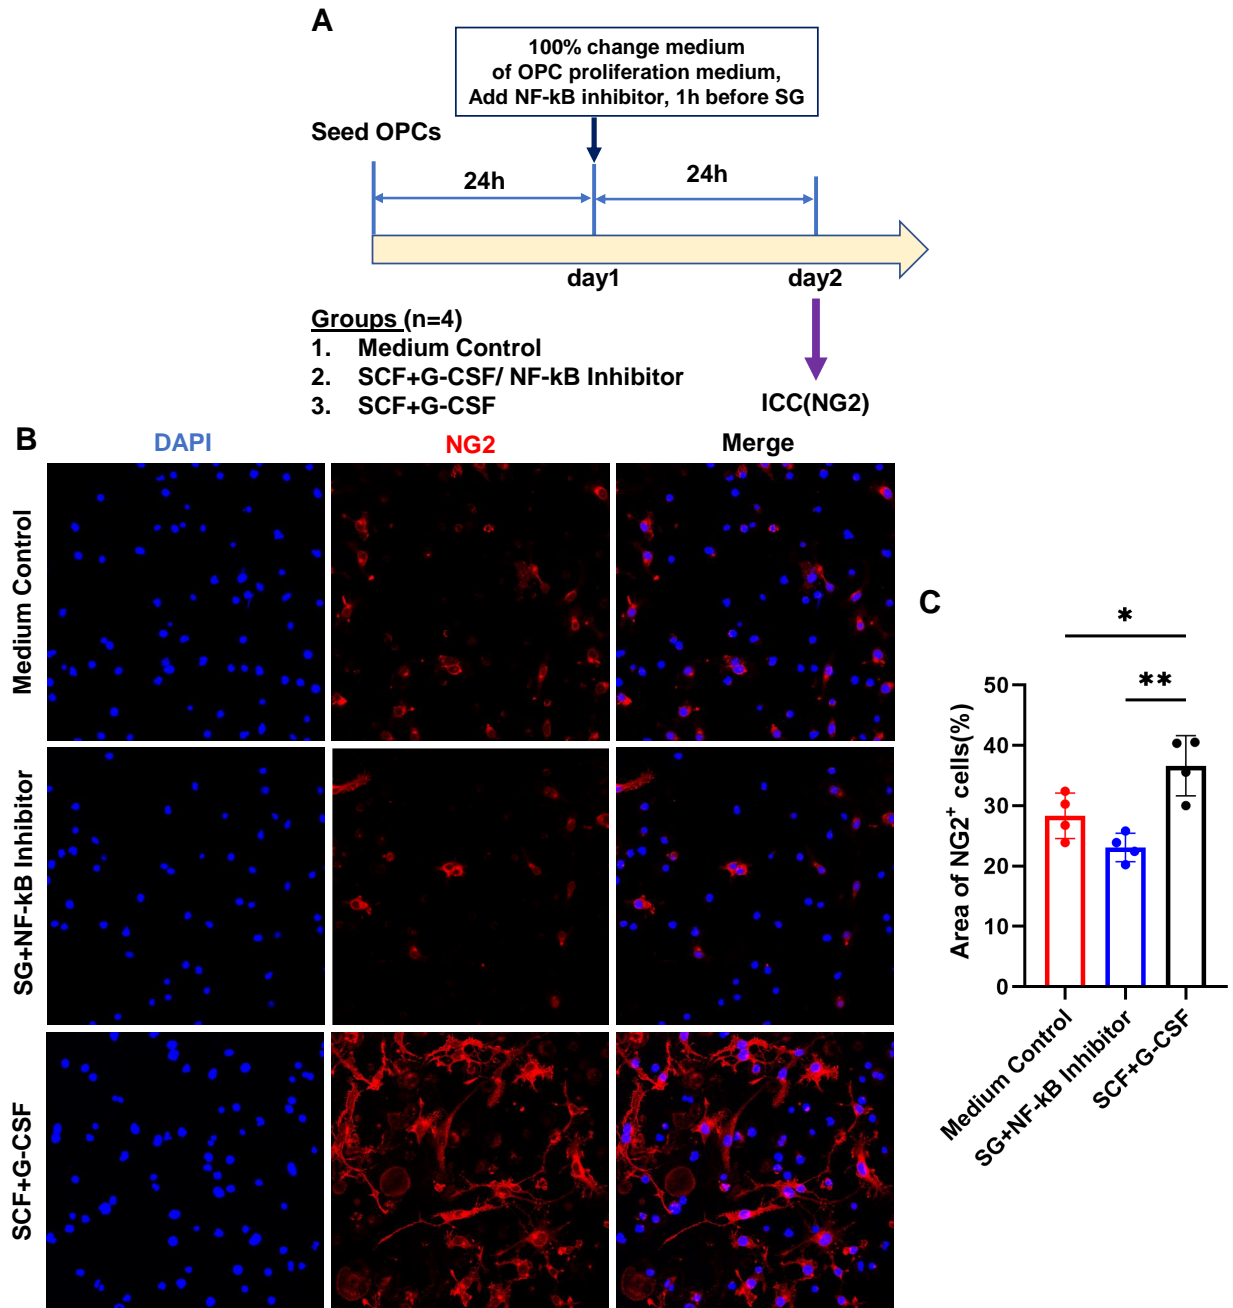 A
100% change medium
of OPC proliferation medium,
Add NF-kB inhibitor, 1h before SG
Seed OPCs
24h
24h
day1
day2
Groups (n=4)
1. Medium Control
2. SCF+G-CSF/ NF-kB Inhibitor
3. SCF+G-CSF
ICC(NG2)
B
DAPI
NG2
Merge
Medium Control
SG+NF-kB Inhibitor
SCF+G-CSF
C
*
**
Area of NG2⁺ cells(%)
50
40
30
20
10
0
Medium Control
SG+NF-kB Inhibitor
SCF+G-CSF